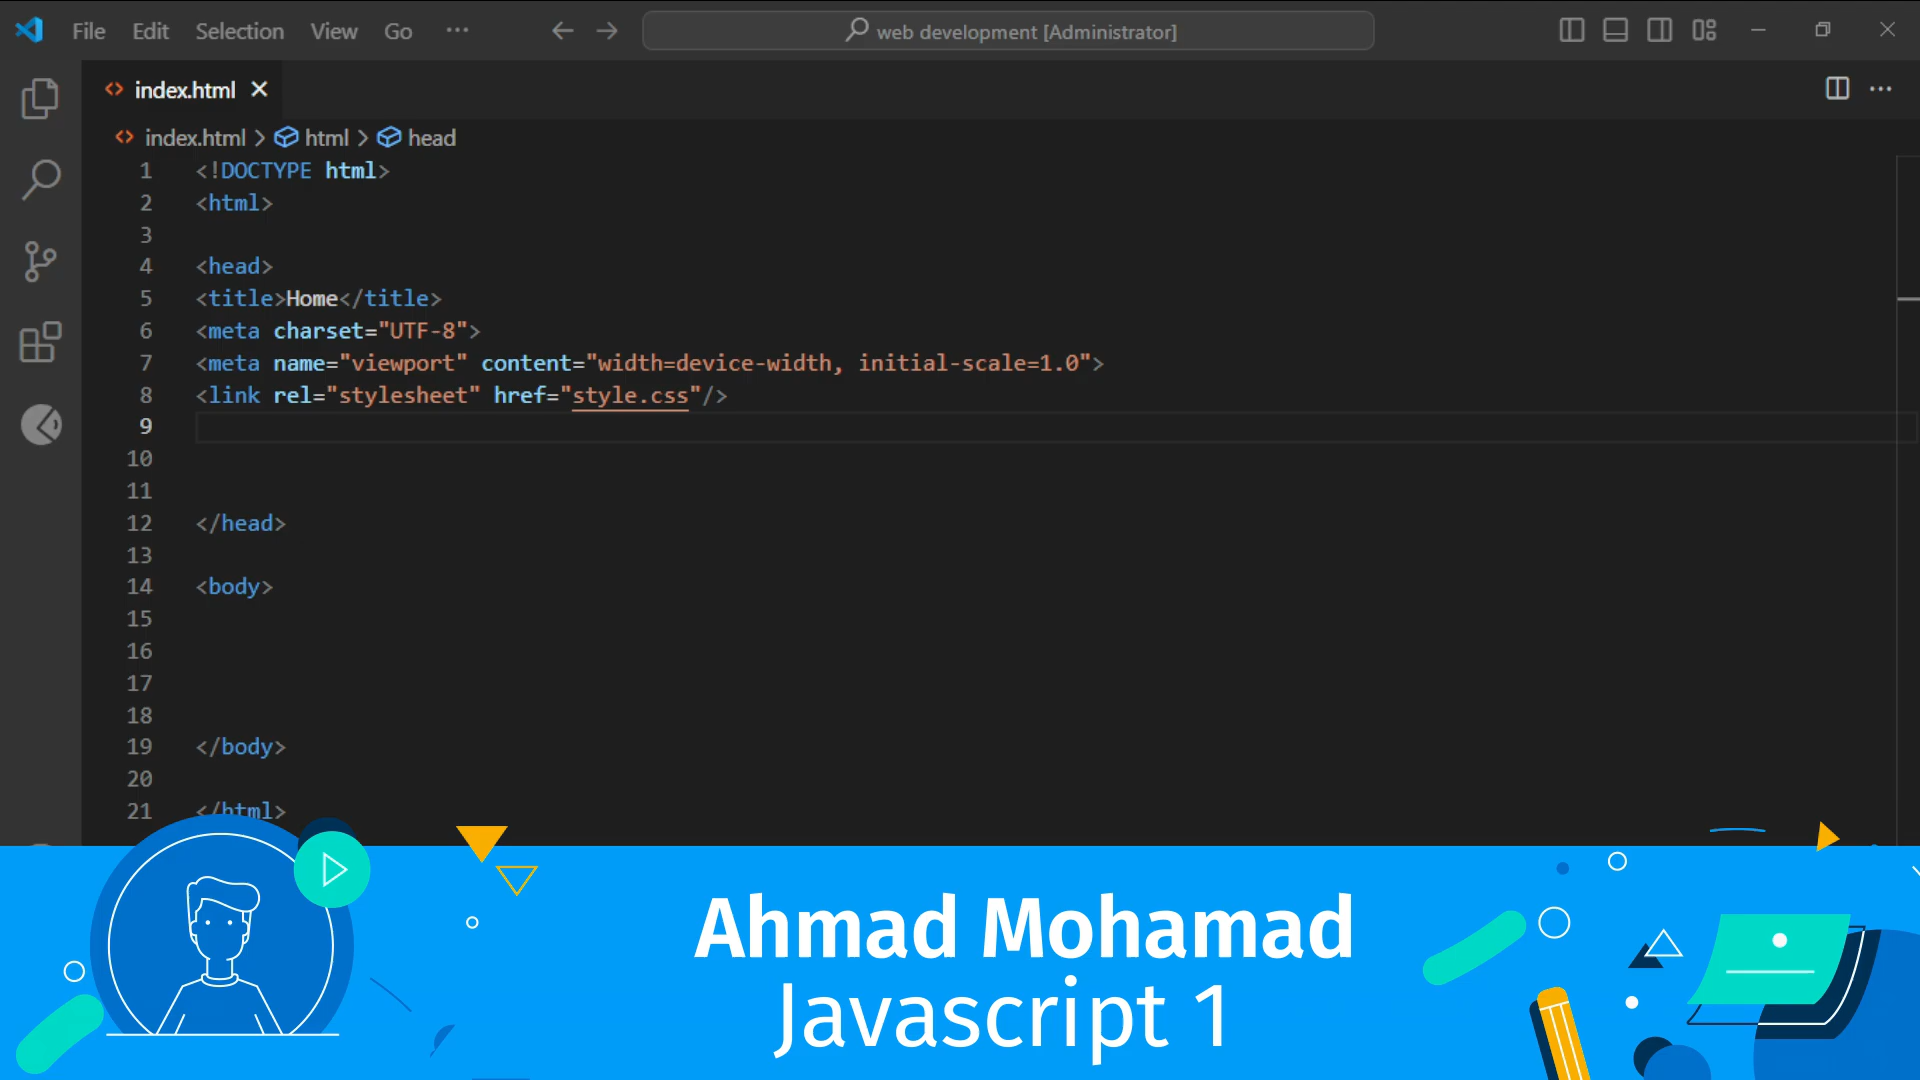 File Edit Selection View Go ··· web development [Administrator]
index.html
index.html > html > head
1 <!DOCTYPE html>
2 <html>
3
4 <head>
5 <title>Home</title>
6 <meta charset="UTF-8">
7 <meta name="viewport" content="width=device-width, initial-scale=1.0">
8 <link rel="stylesheet" href="style.css"/>
9
10
11
12 </head>
13
14 <body>
15
16
17
18
19 </body>
20
21 </html>
Ahmad Mohamad
Javascript 1